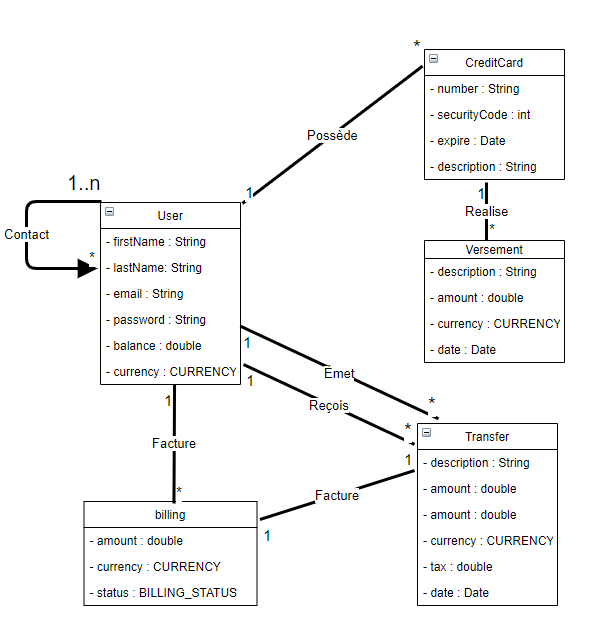 *
CreditCard
- number : String
- securityCode : int
- expire : Date
- description : String
Possède
1
1
Realise
*
Versement
- description : String
- amount : double
- currency : CURRENCY
- date : Date
1..n
Contact
*
User
- firstName : String
- lastName: String
- email : String
- password : String
- balance : double
- currency : CURRENCY
1
Émet
*
1
Reçois
*
1
Facture
*
1
Facture
1
Transfer
- description : String
- amount : double
- amount : double
- currency : CURRENCY
- tax : double
- date : Date
billing
- amount : double
- currency : CURRENCY
- status : BILLING_STATUS